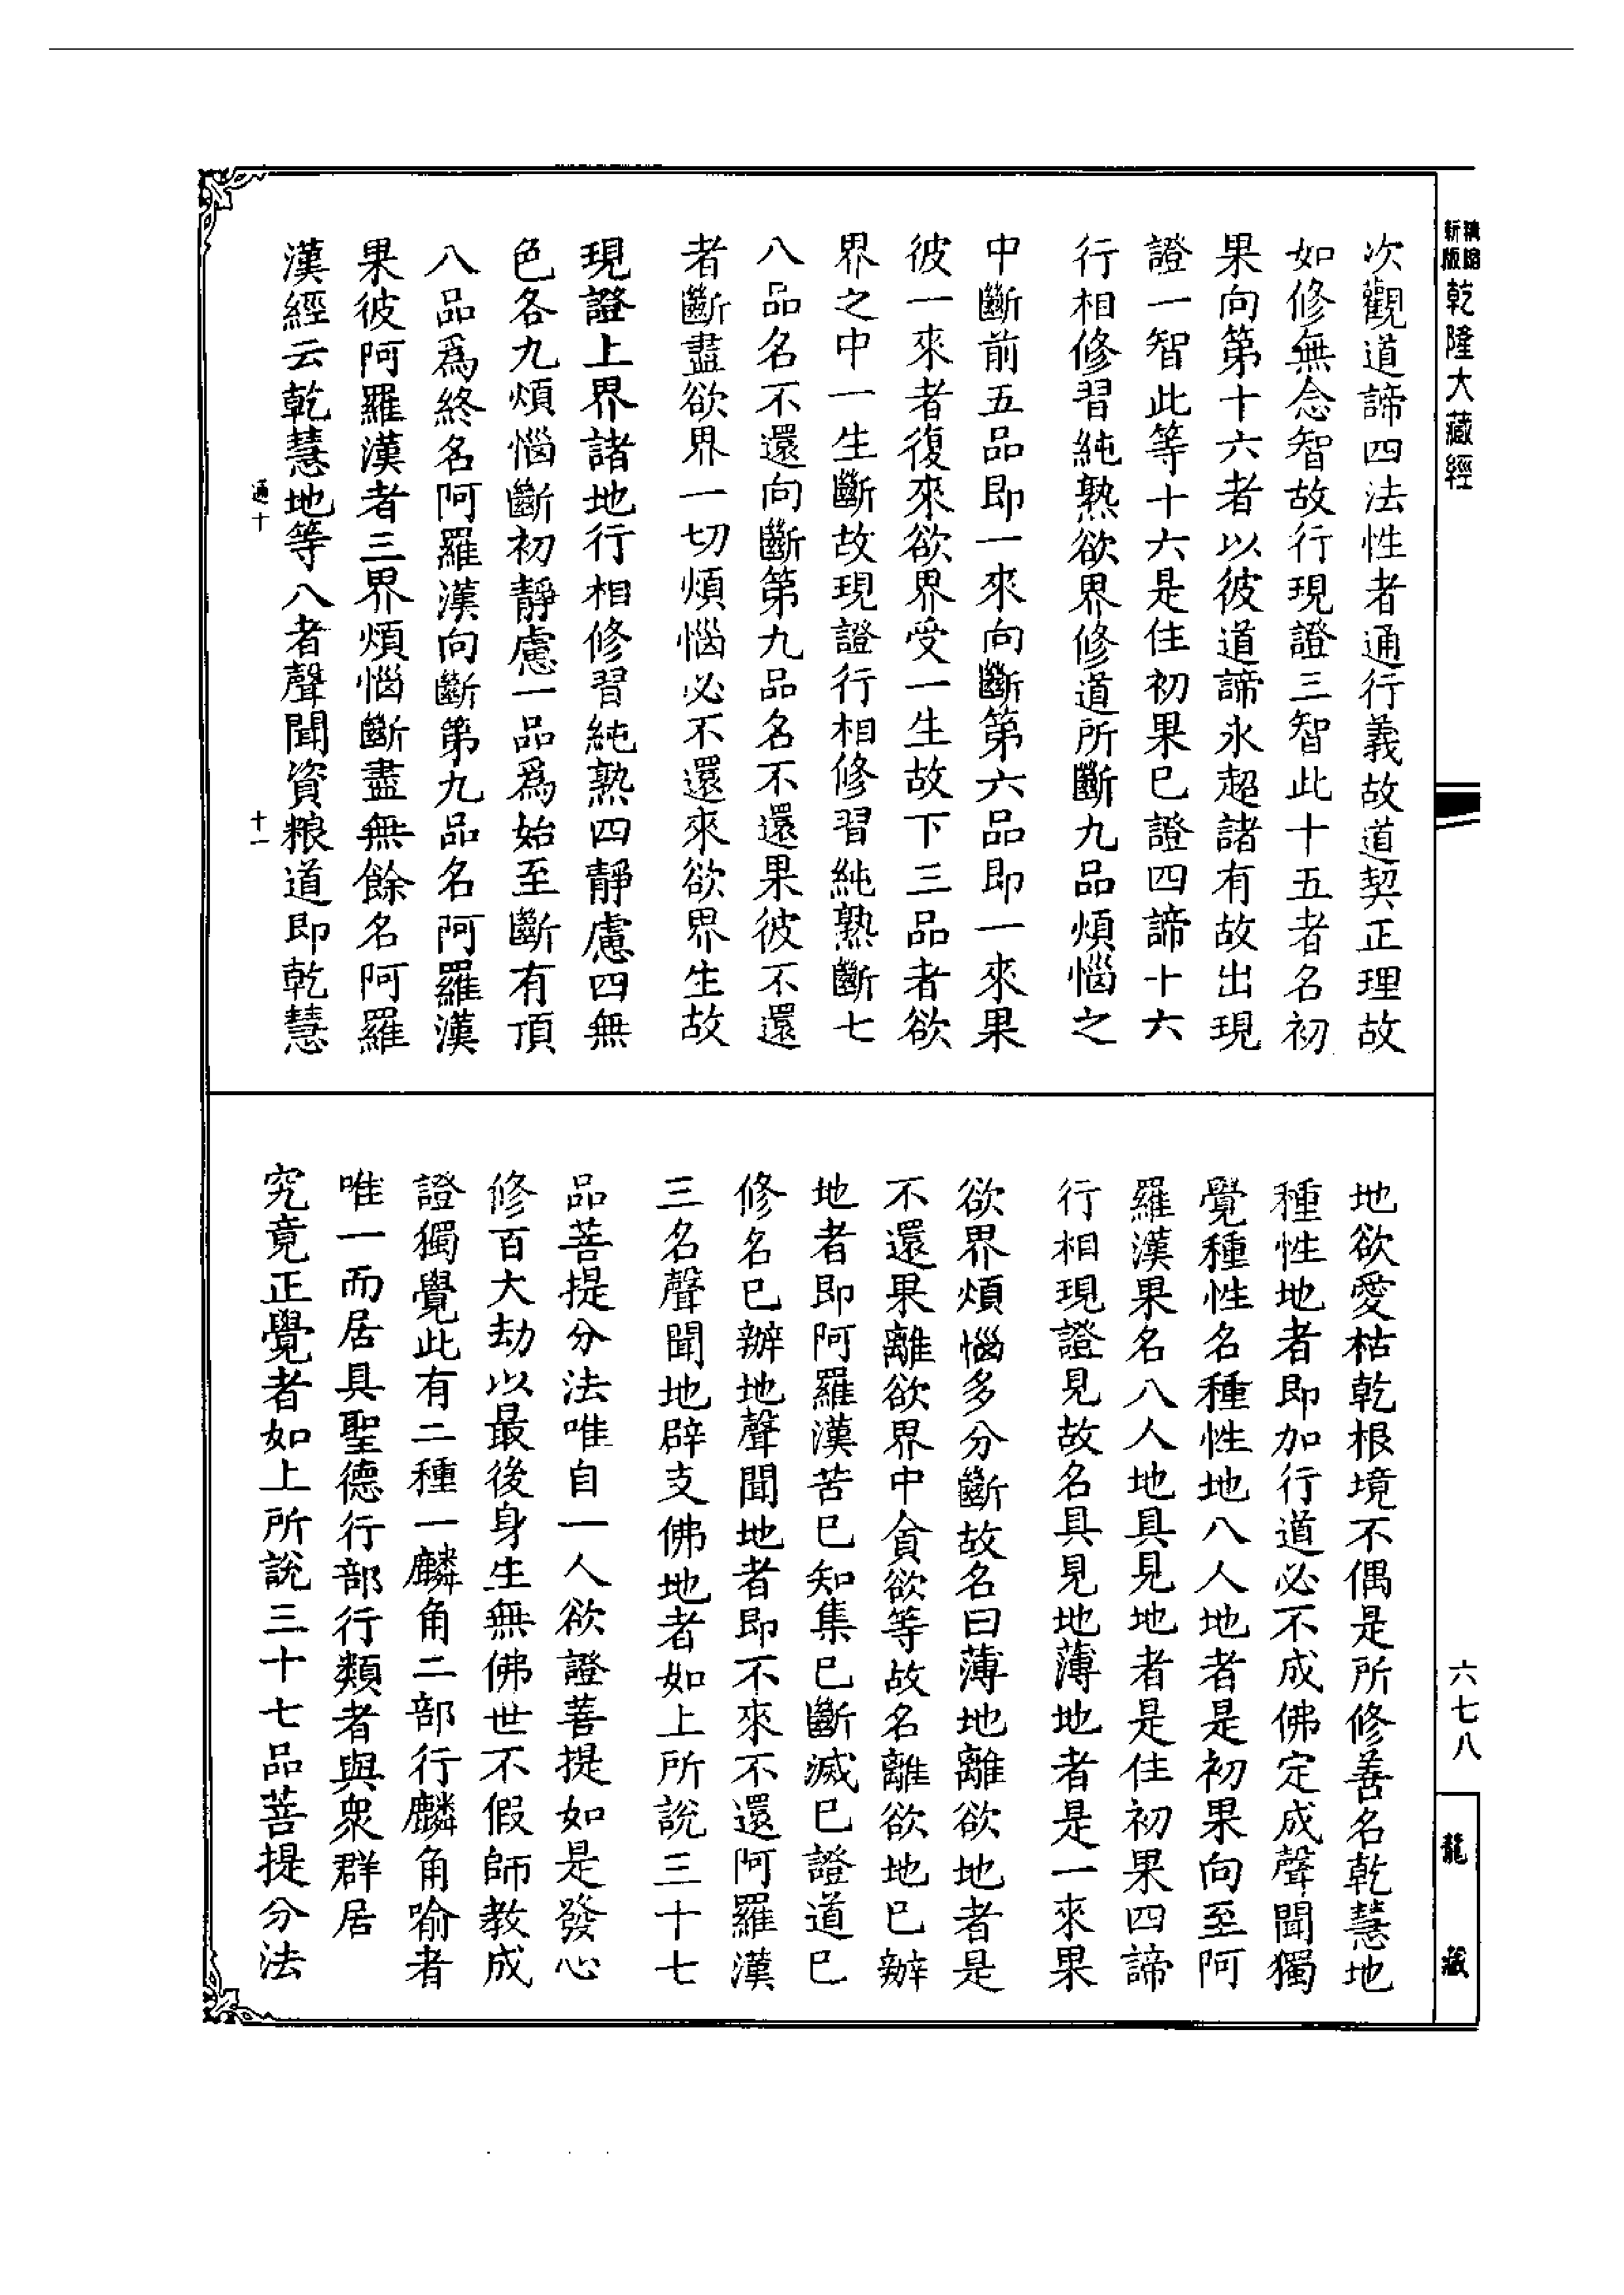 精縮新版乾隆大藏經
六七八
龍藏
次觀道諦四法性者通行義故道契正理故
如修無念智故行現證三智此十五者名初
果向第十六者以彼道諦永超諸有故出現
證一智此等十六是住初果已證四諦十六
行相修習純熟欲界修道所斷九品煩惱之
中斷前五品即一來向斷第六品即一來果
彼一來者復來欲界受一生故下三品者欲
界之中一生斷故現證行相修習純熟斷七
八品名不還向斷第九品名不還果彼不還
者斷盡欲界一切煩惱必不還來欲界生故
現證上界諸地行相修習純熟四靜慮四無
色各九煩惱斷初靜慮一品爲始至斷有頂
八品爲終名阿羅漢向斷第九品名阿羅漢
果彼阿羅漢者三界煩惱斷盡無餘名阿羅
漢經云乾慧地等八者聲聞資粮道即乾慧
通十 十一
地欲愛枯乾根境不偶是所修善名乾慧地
種性地者即加行道必不成佛定成聲聞獨
覺種性名種性地八人地者是初果向至阿
羅漢果名八人地具見地者是住初果四諦
行相現證見故名具見地薄地者是一來果
欲界煩惱多分斷故名曰薄地離欲地者是
不還果離欲界中貪欲等故名離欲地巳辦
地者即阿羅漢苦巳知集巳斷滅巳證道巳
修名巳辦地聲聞地者即不來不還阿羅漢
三名聲聞地辟支佛地者如上所說三十七
品菩提分法唯自一人欲證菩提如是發心
修百大劫以最後身生無佛世不假師教成
證獨覺此有二種一麟角二部行麟角喻者
唯一而居具聖德行部行類者與衆群居
究竟正覺者如上所說三十七品菩提分法